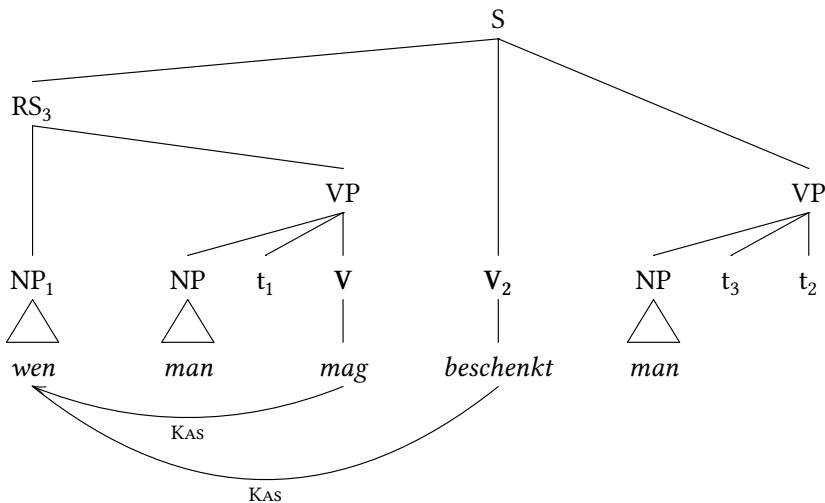 S
RS₃
VP VP
NP₁ NP t₁ V V₂ NP t₃ t₂
wen man mag beschenkt man
Kas
Kas